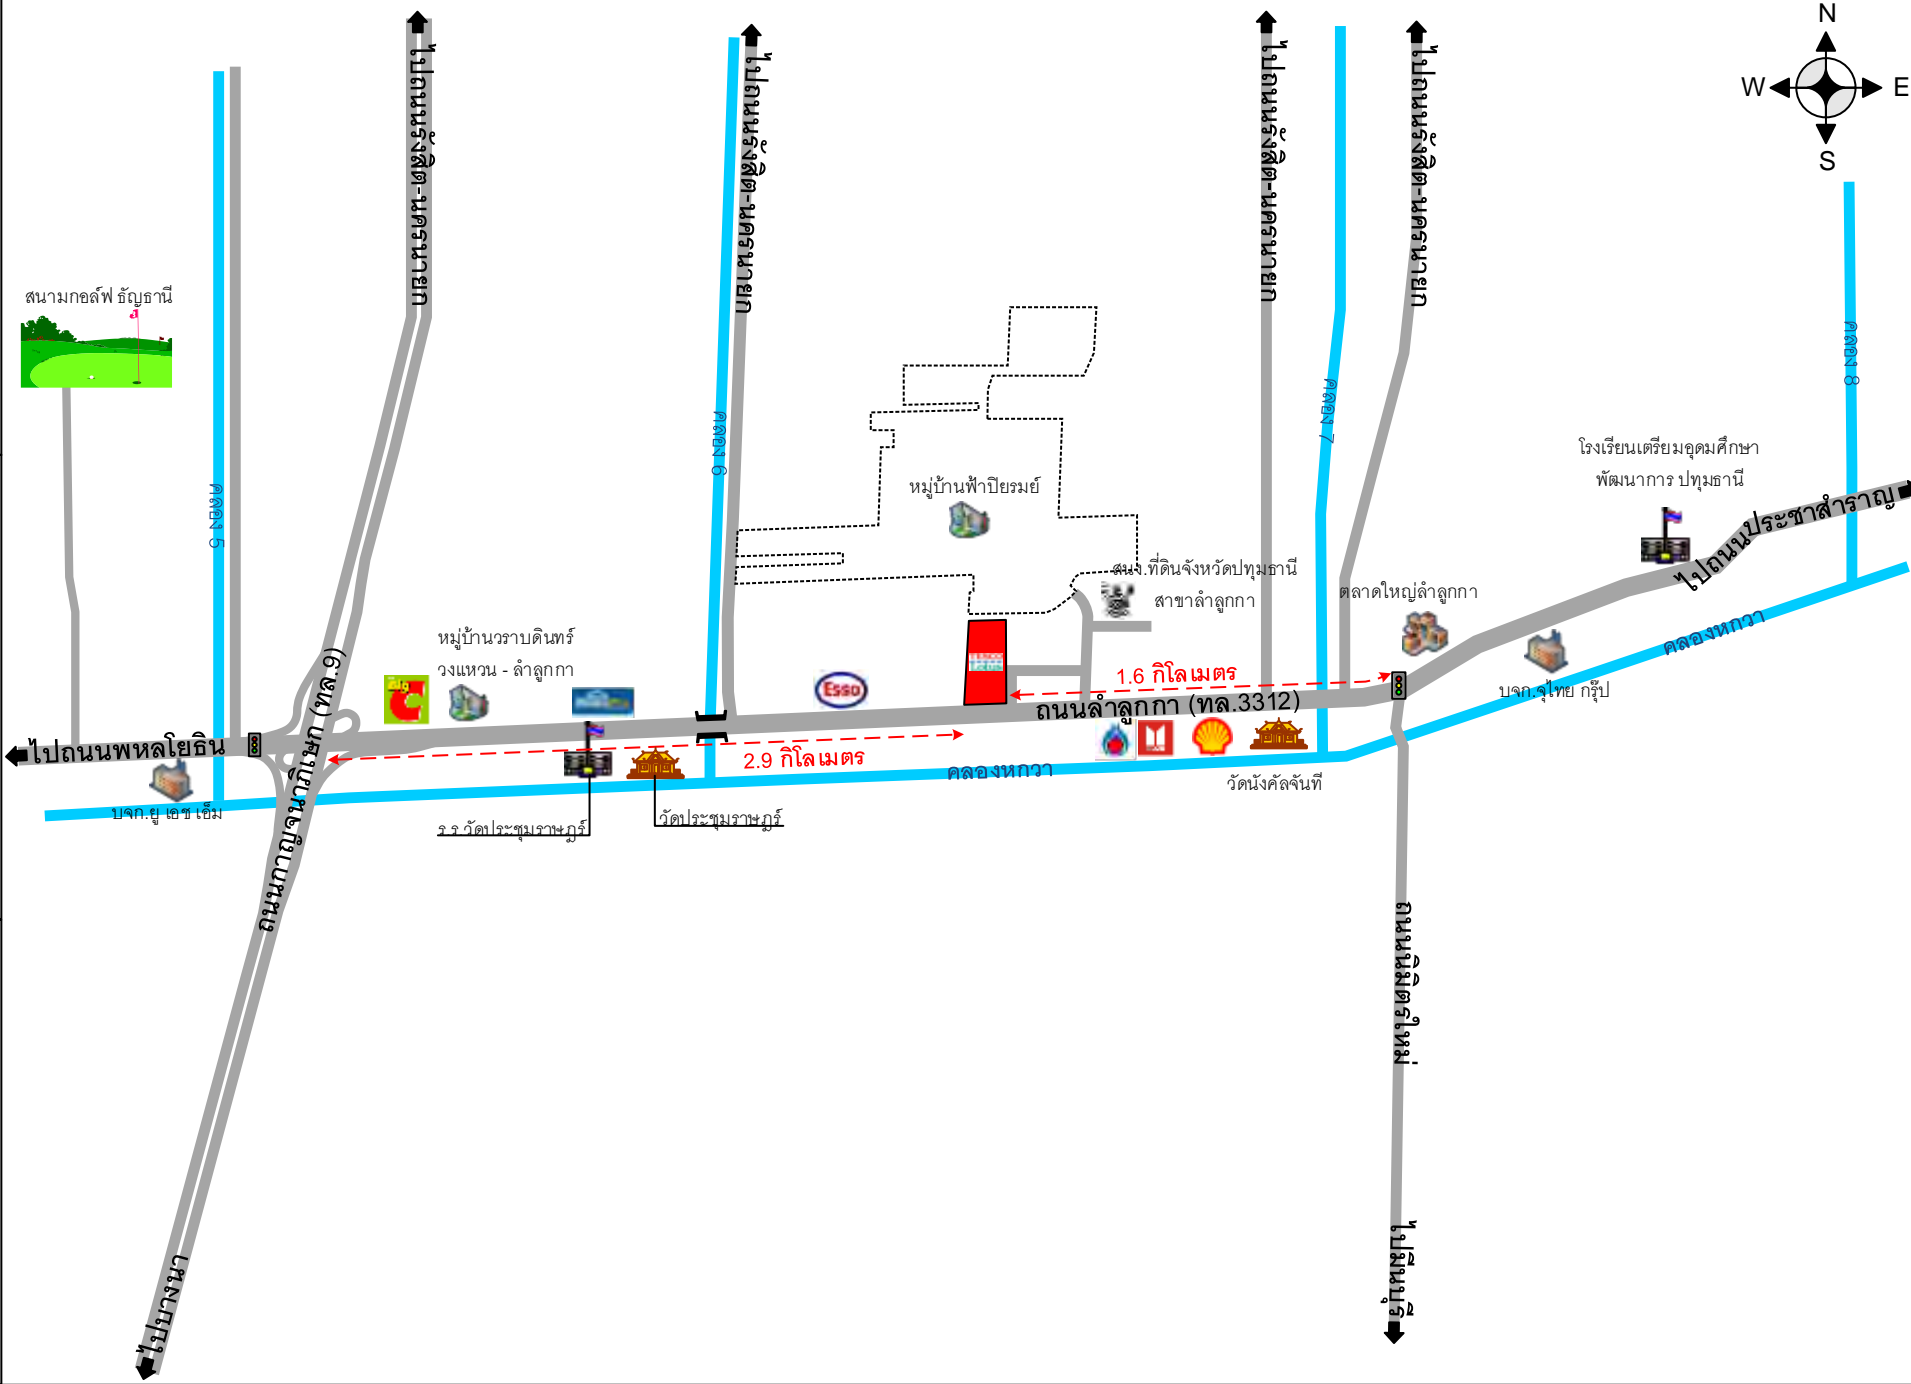 N
W
E
S
ไปถนนรังสิต-นครนายก
ไปถนนรังสิต-นครนายก
ไปถนนรังสิต-นครนายก
ไปถนนรังสิต-นครนายก
สนามกอล์ฟ ธัญธานี
คลอง 5
คลอง 6
คลอง 7
คลอง 8
หมู่บ้านฟ้าปิยรมย์
โรงเรียนเตรียมอุดมศึกษา
พัฒนาการ ปทุมธานี
ไปถนนประชาสำราญ
สนง.ที่ดินจังหวัดปทุมธานี
สาขาลำลูกกา
ตลาดใหญ่ลำลูกกา
หมู่บ้านวราบดินทร์
วงแหวน - ลำลูกกา
Esso
TESCO
Lotus
1.6 กิโลเมตร
ถนนลำลูกกา (ทล.3312)
บจก.จุไทย กรุ๊ป
คลองหกวา
ไปถนนพหลโยธิน
ถนนกาญจนาภิเษก (ทล.9)
2.9 กิโลเมตร
คลองหกวา
วัดนังคัลจันที
บจก.ยู เอช เอ็ม
ร.ร.วัดประชุมราษฎร์
วัดประชุมราษฎร์
ถนนนิมิตรใหม่
ไปมีนบุรี
ไปบางนา